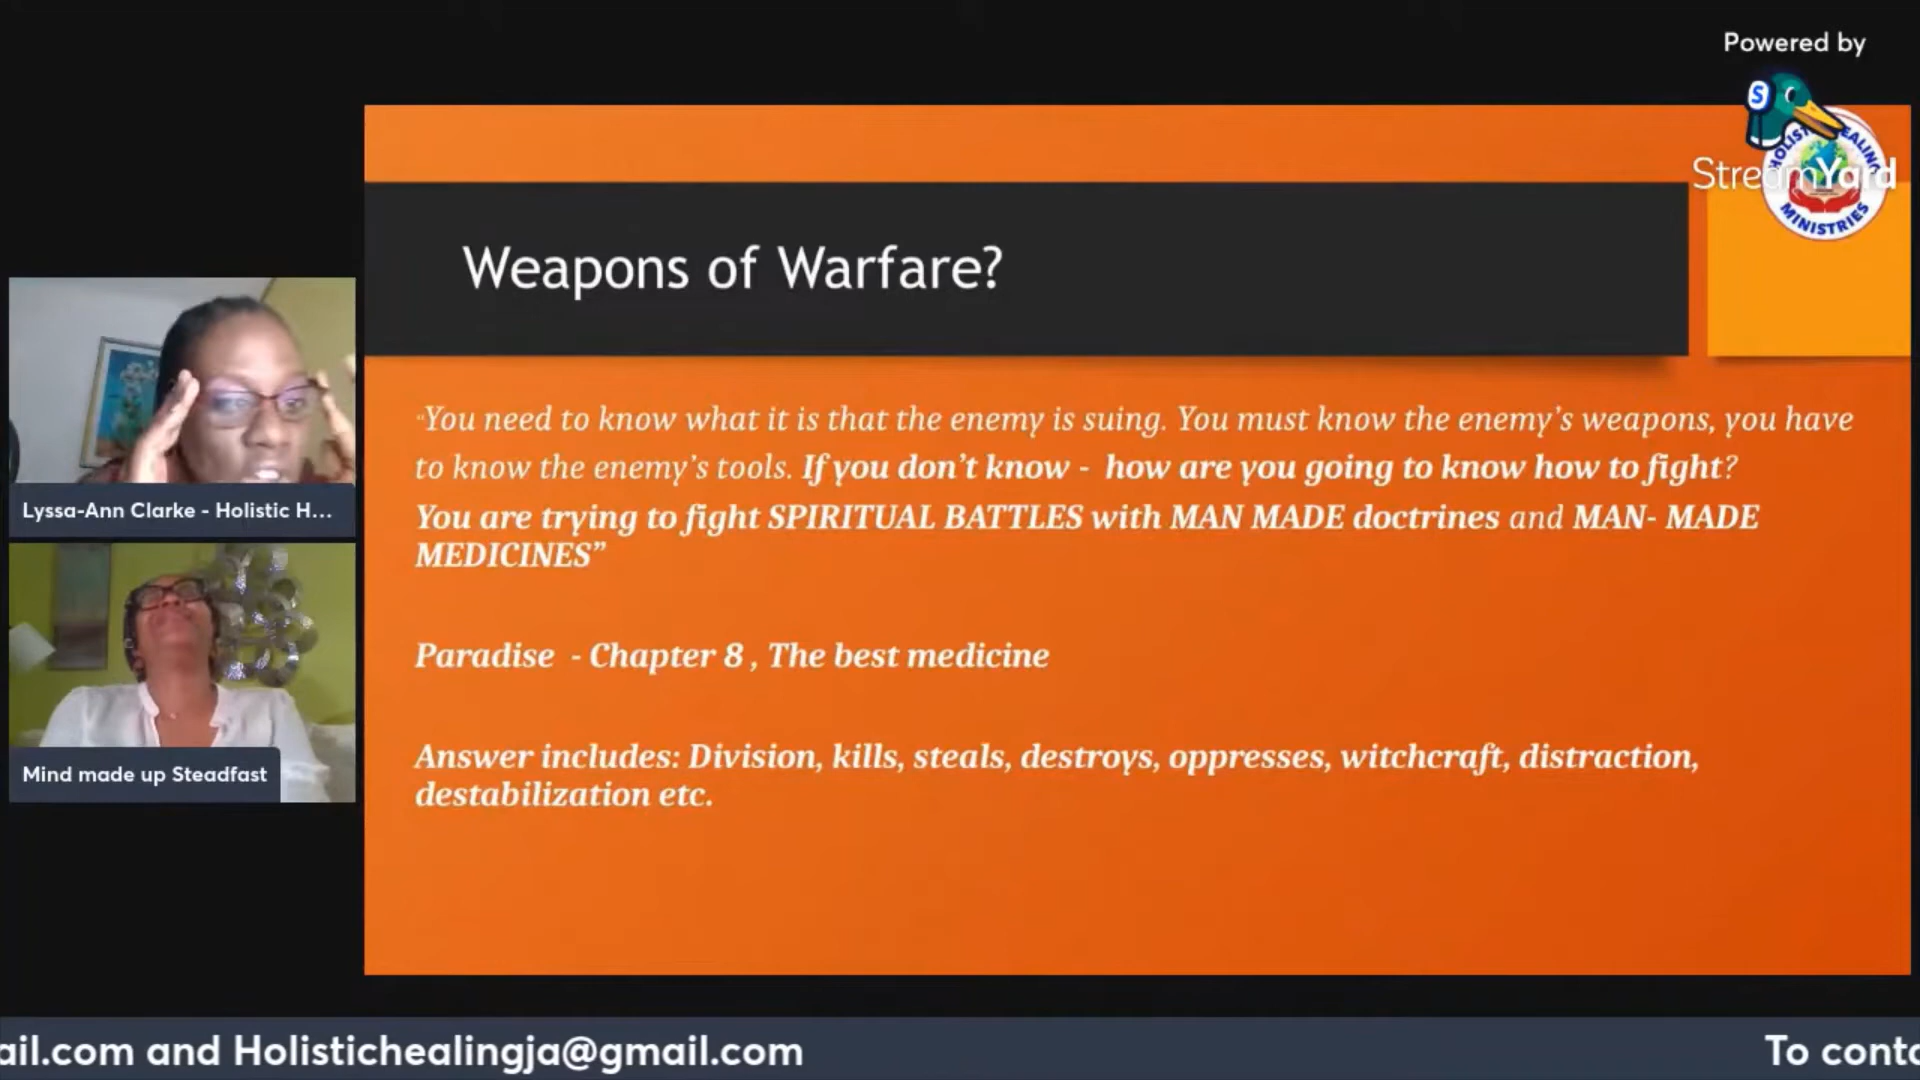 Powered by
S
StreamYard
HOLISTIC HEALING
MINISTRIES
Weapons of Warfare?
“You need to know what it is that the enemy is suing. You must know the enemy’s weapons, you have
to know the enemy’s tools. If you don’t know - how are you going to know how to fight?
You are trying to fight SPIRITUAL BATTLES with MAN MADE doctrines and MAN- MADE
MEDICINES”
Paradise - Chapter 8 , The best medicine
Answer includes: Division, kills, steals, destroys, oppresses, witchcraft, distraction,
destabilization etc.
Lyssa-Ann Clarke - Holistic H...
Mind made up Steadfast
ail.com and Holistichealingja@gmail.com
To conta